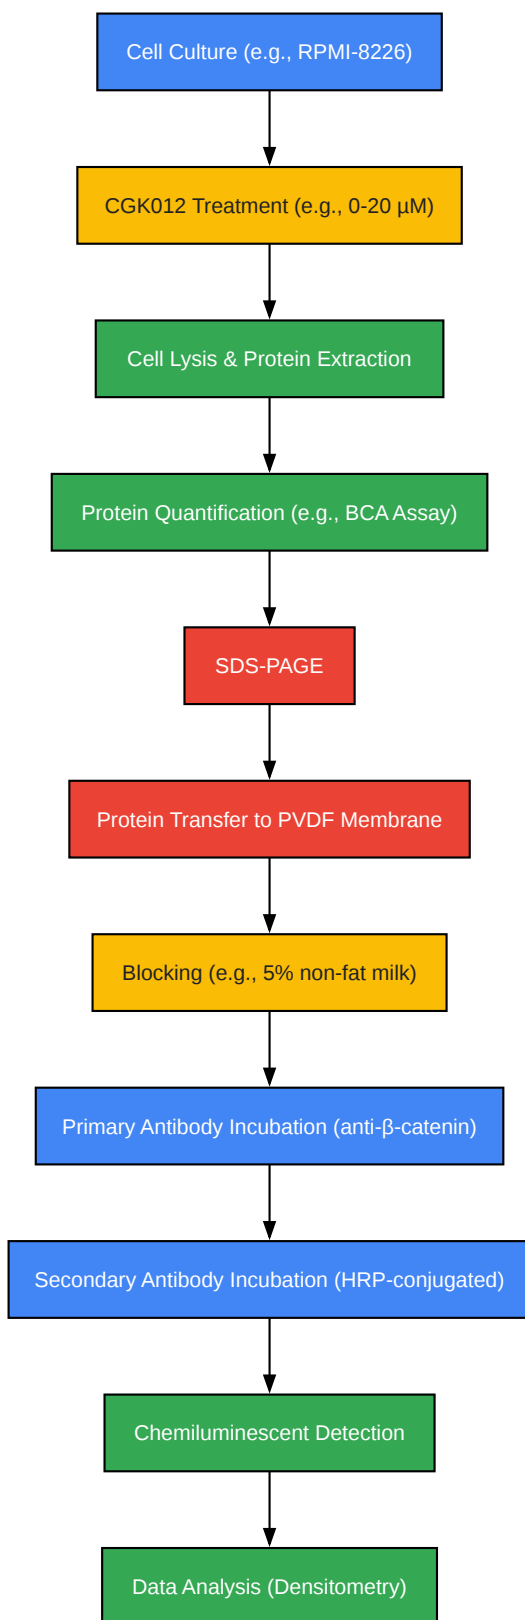 Cell Culture (e.g., RPMI-8226)
CGK012 Treatment (e.g., 0-20 µM)
Cell Lysis & Protein Extraction
Protein Quantification (e.g., BCA Assay)
SDS-PAGE
Protein Transfer to PVDF Membrane
Blocking (e.g., 5% non-fat milk)
Primary Antibody Incubation (anti-β-catenin)
Secondary Antibody Incubation (HRP-conjugated)
Chemiluminescent Detection
Data Analysis (Densitometry)